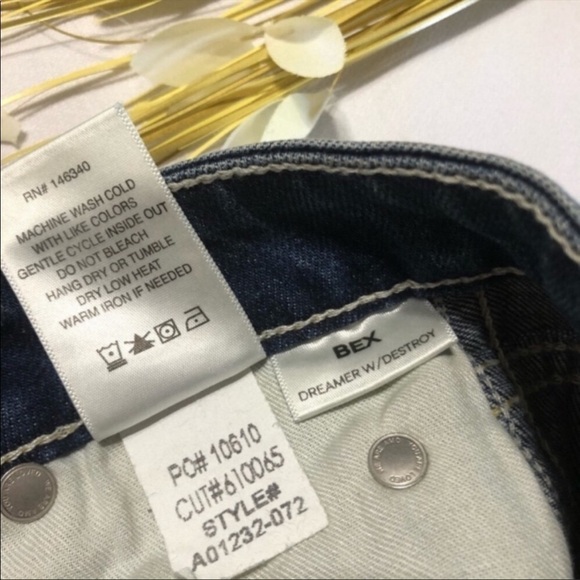 RN# 146340
MACHINE WASH COLD
WITH LIKE COLORS
GENTLE CYCLE INSIDE OUT
DO NOT BLEACH
HANG DRY OR TUMBLE
DRY LOW HEAT
WARM IRON IF NEEDED
BEX
DREAMER W/DESTROY
PO# 10610
CUT#610065
STYLE#
A01232-072